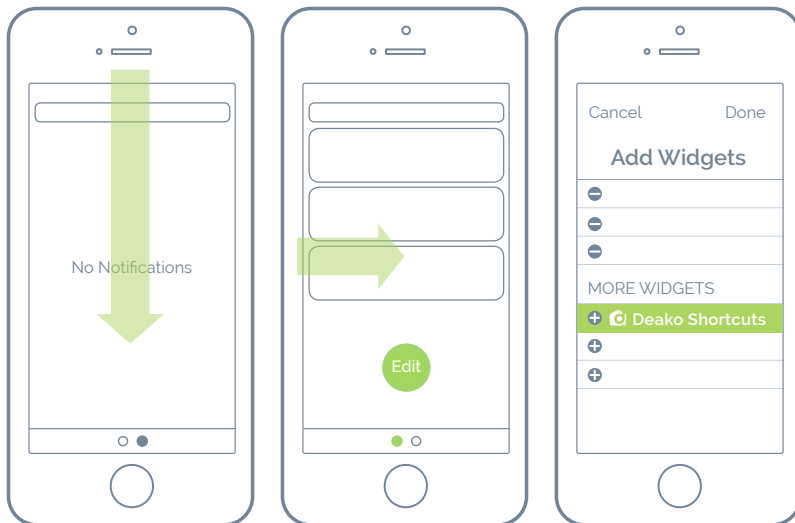 No Notifications
Edit
Cancel Done
Add Widgets
MORE WIDGETS
Deako Shortcuts